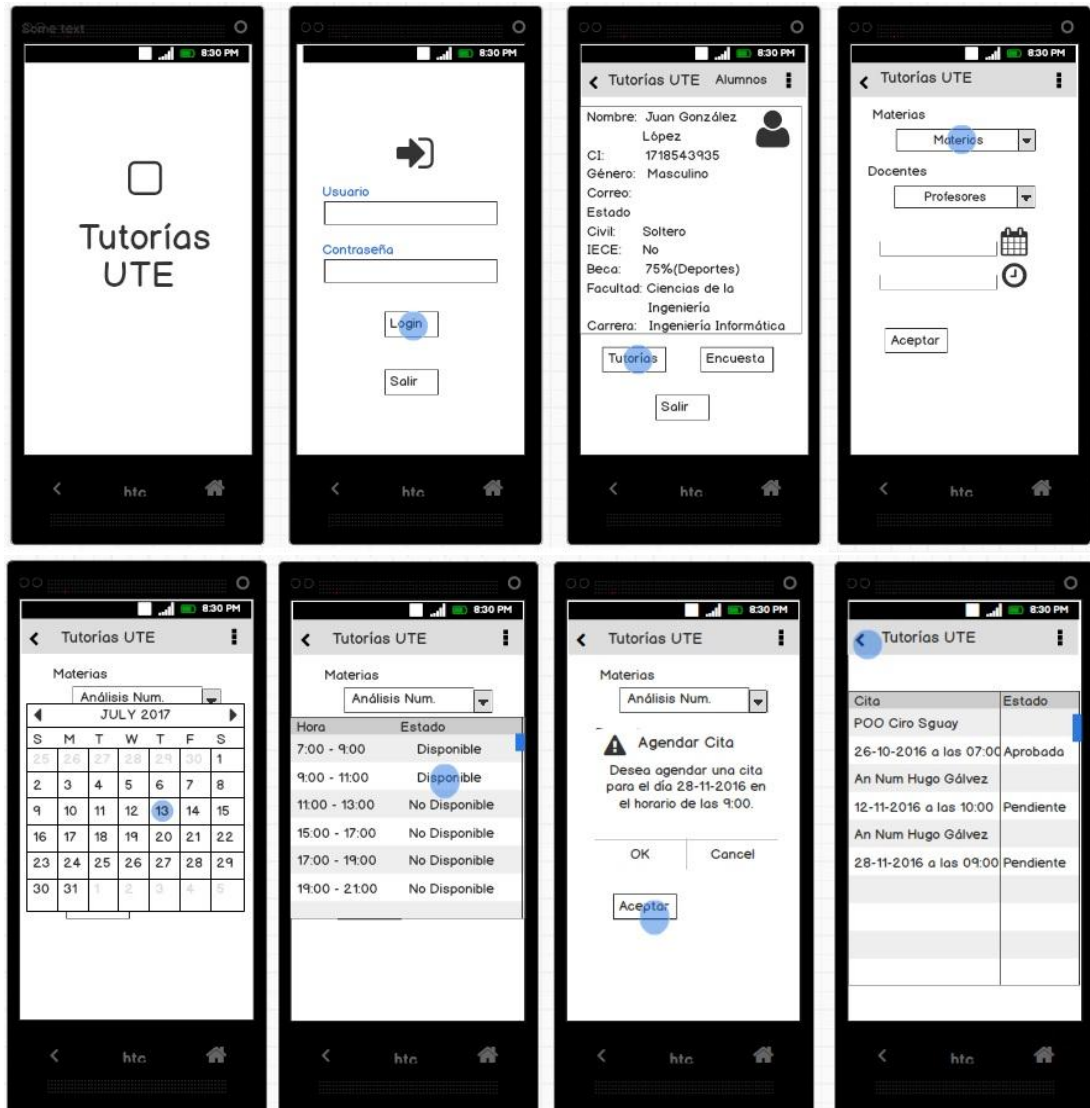 Some text
8:30 PM
Tutorías
UTE
htc
8:30 PM
Usuario
Contraseña
Login
Salir
htc
8:30 PM
Tutorías UTE Alumnos
Nombre: Juan González
López
CI: 1718543935
Género: Masculino
Correo:
Estado
Civil: Soltero
IECE: No
Beca: 75%(Deportes)
Facultad: Ciencias de la
Ingeniería
Carrera: Ingeniería Informática
Tutorías Encuesta
Salir
htc
8:30 PM
Tutorías UTE
Materias
Materias
Docentes
Profesores
Aceptar
htc
8:30 PM
Tutorías UTE
Materias
Análisis Num.
JULY 2017
S M T W T F S
25 26 27 28 29 30 1
2 3 4 5 6 7 8
9 10 11 12 13 14 15
16 17 18 19 20 21 22
23 24 25 26 27 28 29
30 31 1 2 3 4 5
htc
8:30 PM
Tutorías UTE
Materias
Análisis Num.
Hora Estado
7:00 - 9:00 Disponible
9:00 - 11:00 Disponible
11:00 - 13:00 No Disponible
15:00 - 17:00 No Disponible
17:00 - 19:00 No Disponible
19:00 - 21:00 No Disponible
htc
8:30 PM
Tutorías UTE
Materias
Análisis Num.
Agendar Cita
Desea agendar una cita
para el día 28-11-2016 en
el horario de las 9:00.
OK Cancel
Aceptar
htc
8:30 PM
Tutorías UTE
Cita Estado
POO Ciro Sguay
26-10-2016 a las 07:00 Aprobada
An Num Hugo Gálvez
12-11-2016 a las 10:00 Pendiente
An Num Hugo Gálvez
28-11-2016 a las 09:00 Pendiente
htc